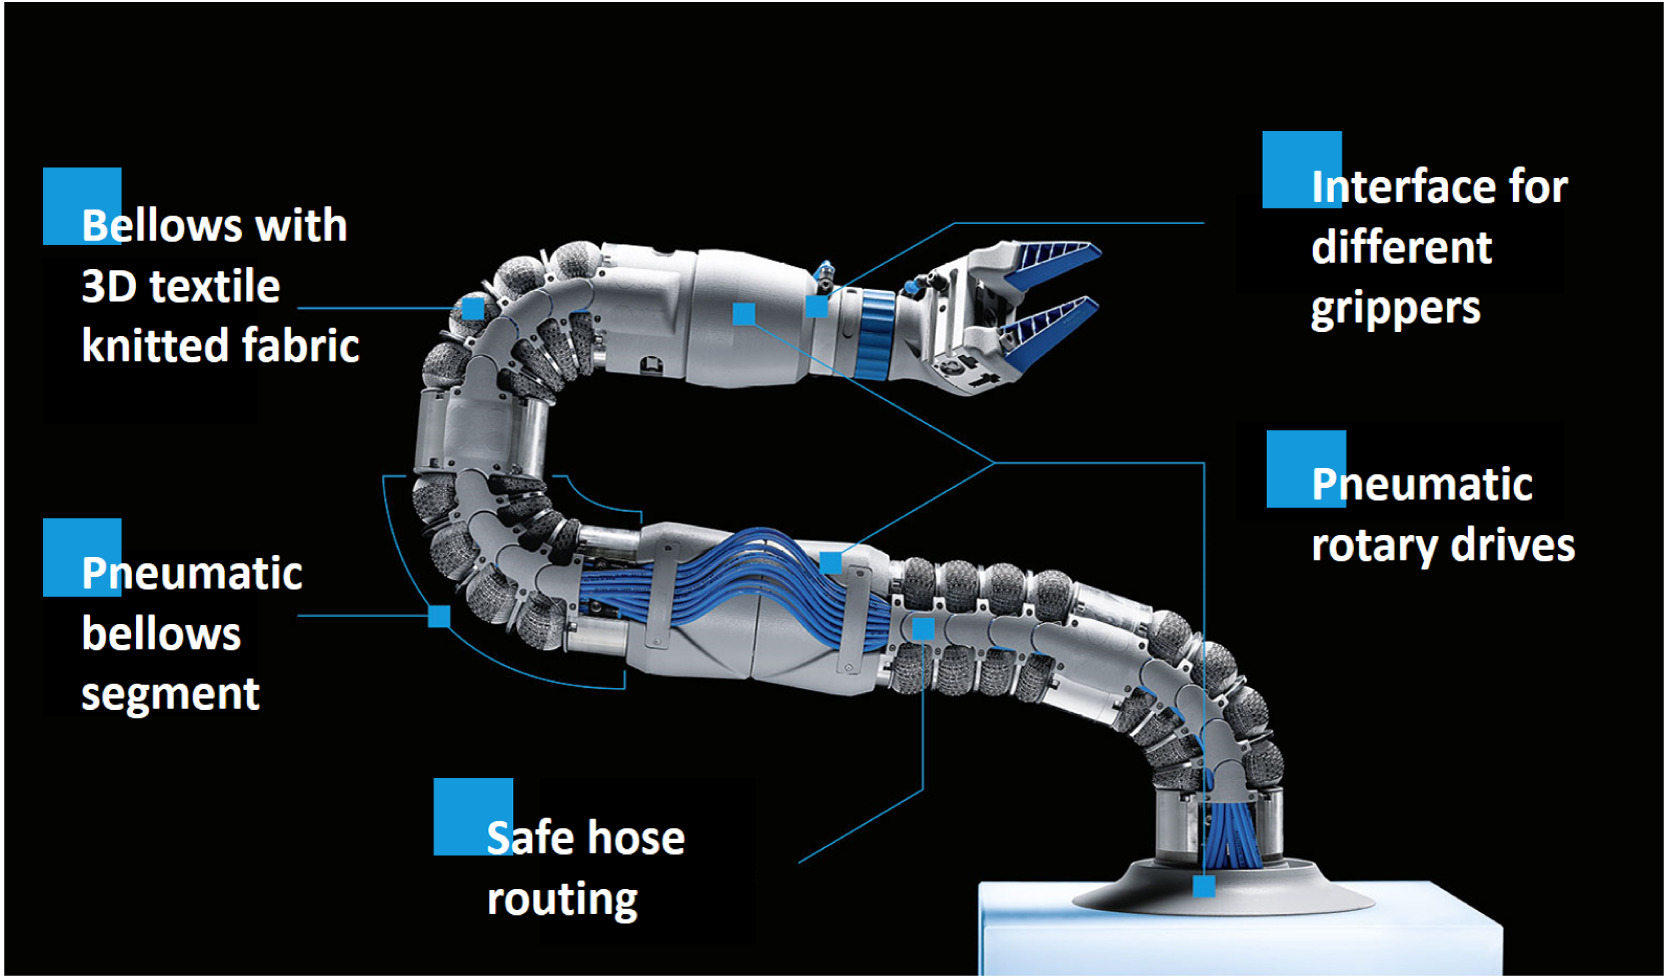 Bellows with
3D textile
knitted fabric
Interface for
different
grippers
Pneumatic
rotary drives
Pneumatic
bellows
segment
Safe hose
routing